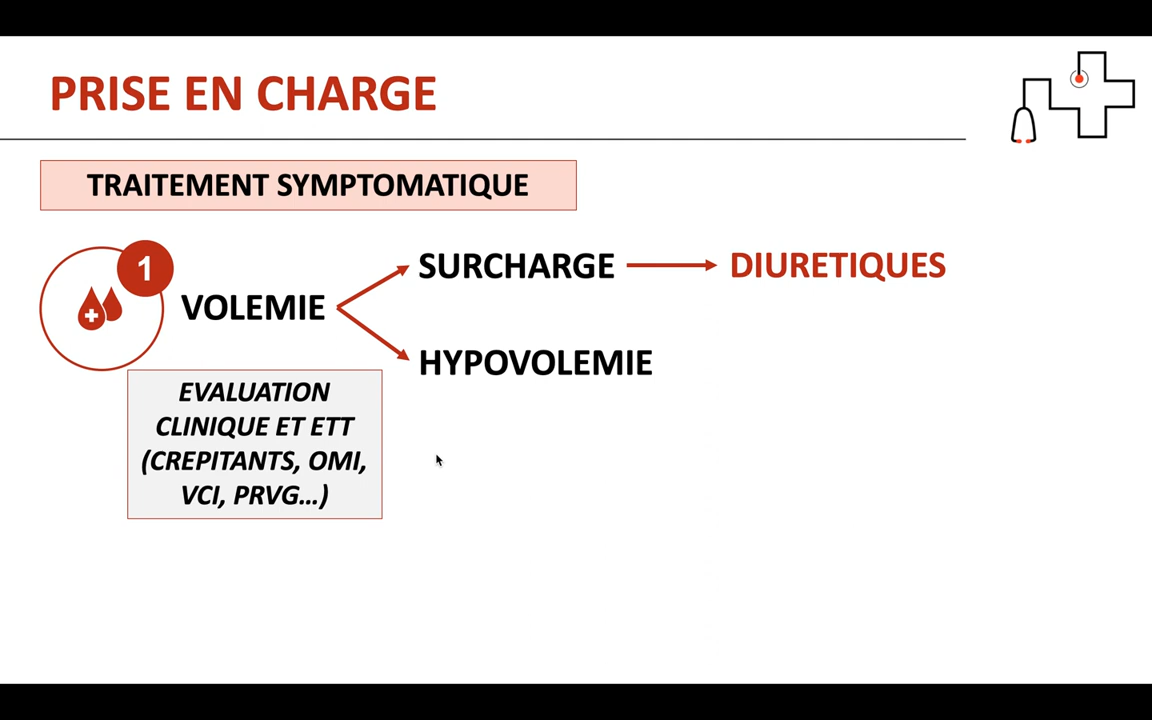 PRISE EN CHARGE
TRAITEMENT SYMPTOMATIQUE
1
VOLEMIE
SURCHARGE
DIURETIQUES
HYPOVOLEMIE
EVALUATION
CLINIQUE ET ETT
(CREPITANTS, OMI,
VCI, PRVG...)